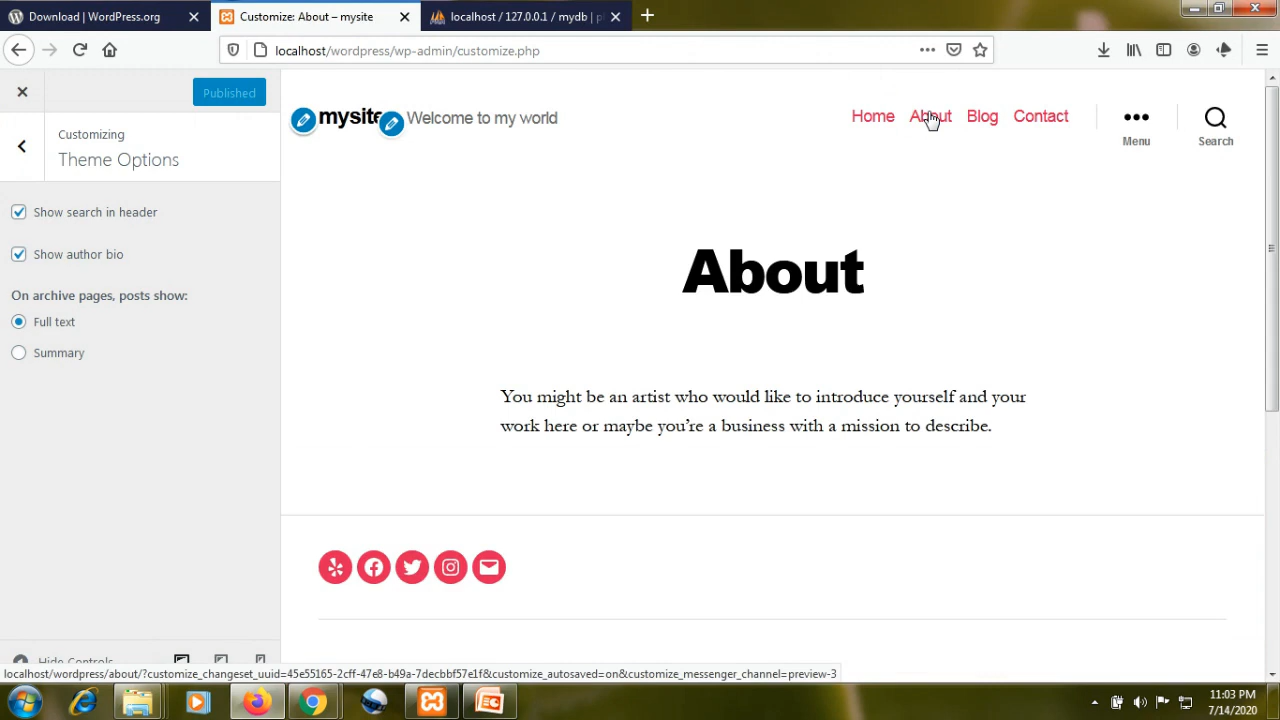 Download | WordPress.org
Customize: About – mysite
localhost / 127.0.0.1 / mydb | p
localhost/wordpress/wp-admin/customize.php
Published
Customizing
Theme Options
Show search in header
Show author bio
On archive pages, posts show:
Full text
Summary
Hide Controls
mysite
Welcome to my world
Home
About
Blog
Contact
Menu
Search
About
You might be an artist who would like to introduce yourself and your
work here or maybe you’re a business with a mission to describe.
localhost/wordpress/about/?customize_changeset_uuid=45e55165-2cff-47e8-b49a-7decbbf57e1f&customize_autosaved=on&customize_messenger_channel=preview-3
11:03 PM
7/14/2020